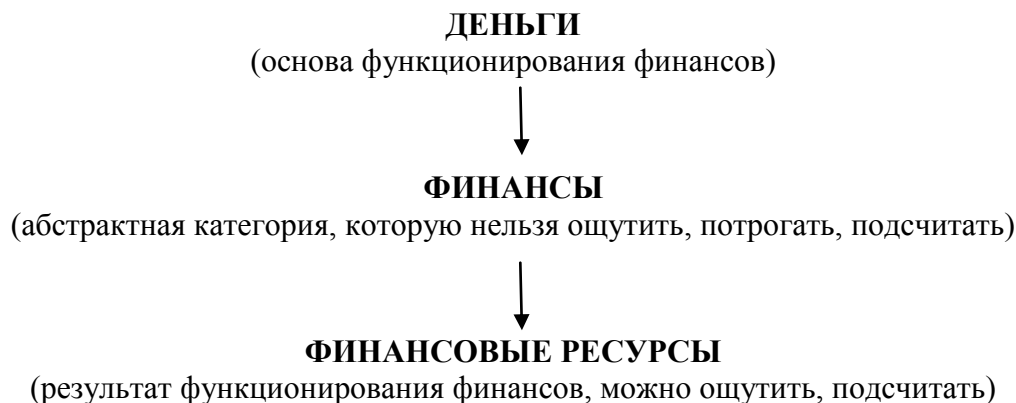 ДЕНЬГИ
(основа функционирования финансов)
ФИНАНСЫ
(абстрактная категория, которую нельзя ощутить, потрогать, подсчитать)
ФИНАНСОВЫЕ РЕСУРСЫ
(результат функционирования финансов, можно ощутить, подсчитать)